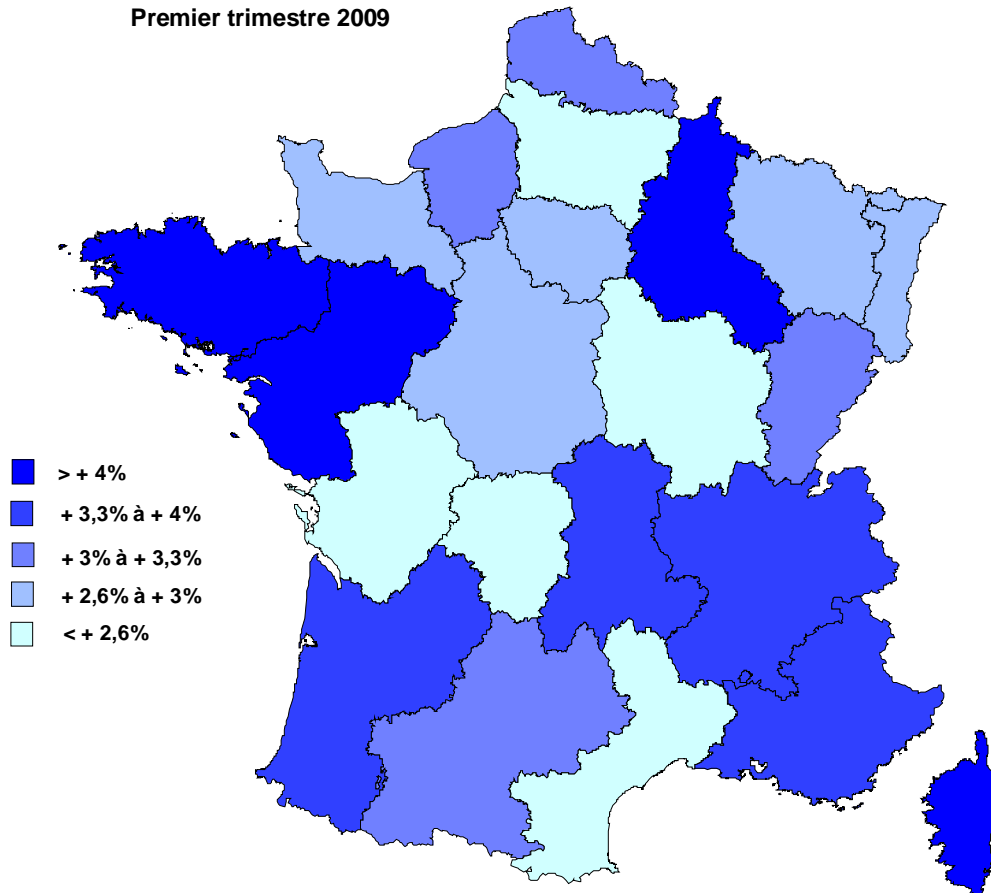 Premier trimestre 2009
> + 4%
+ 3,3% à + 4%
+ 3% à + 3,3%
+ 2,6% à + 3%
< + 2,6%